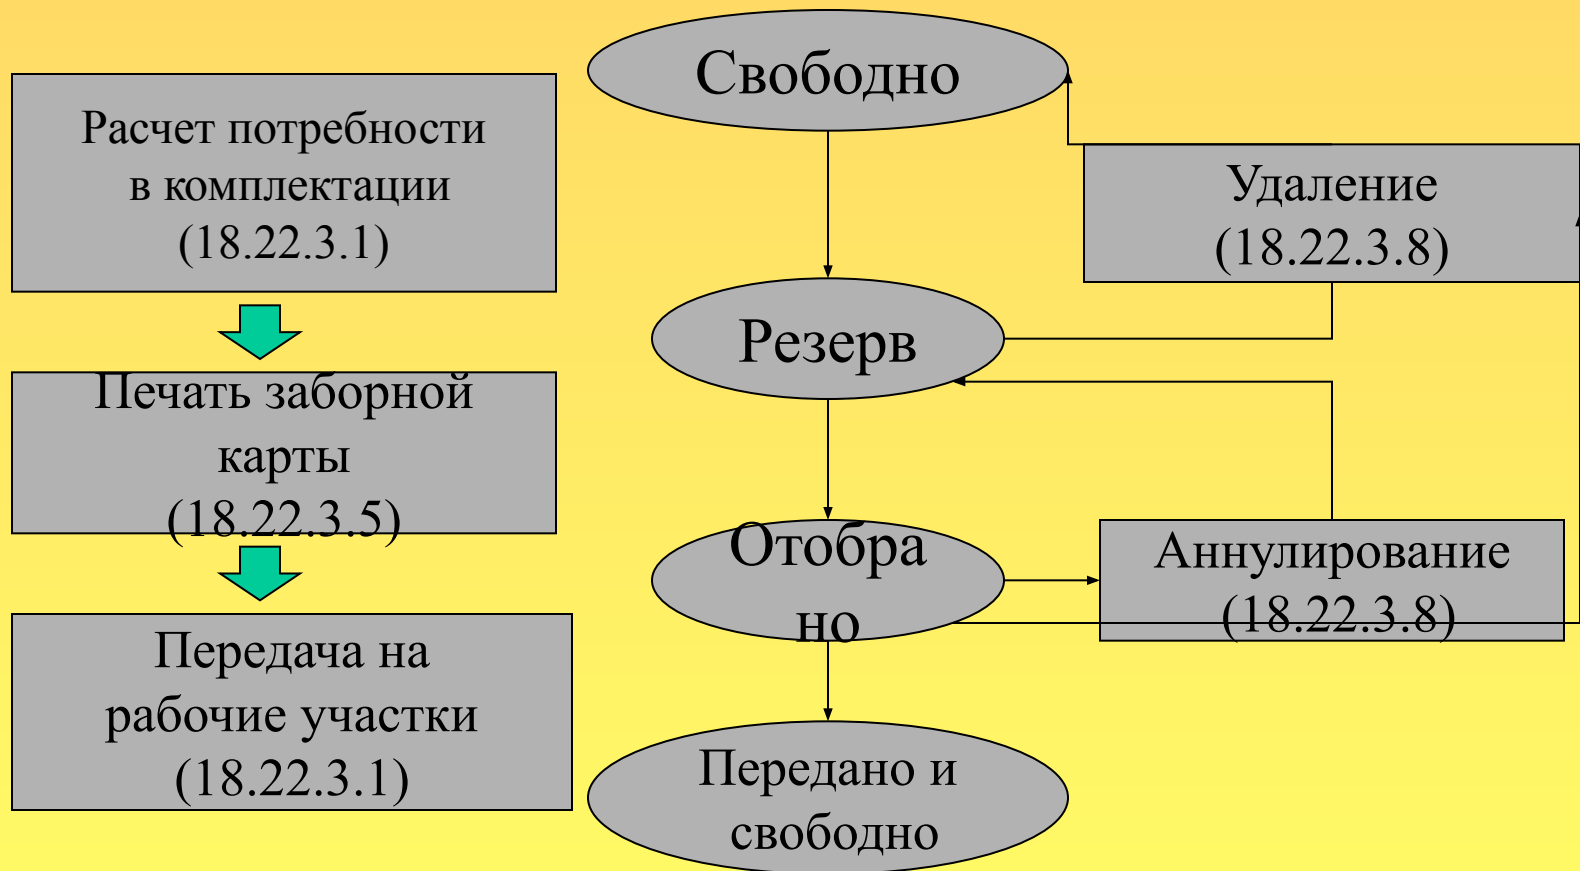 Расчет потребности
в комплектации
(18.22.3.1)
Печать заборной
карты
(18.22.3.5)
Передача на
рабочие участки
(18.22.3.1)
Свободно
Резерв
Отобра
но
Передано и
свободно
Удаление
(18.22.3.8)
Аннулирование
(18.22.3.8)